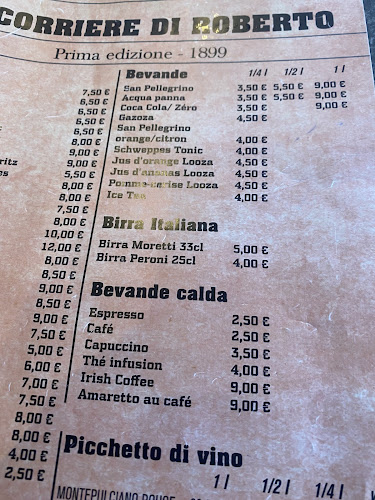 CORRIERE DI ROBERTO
Prima edizione - 1899
7,50 €
6,50 €
6,50 €
6,50 €
6,50 €
8,00 €
9,00 €
5,50 €
8,00 €
8,00 €
7,50 €
8,00 €
10,00 €
12,00 €
8,00 €
8,50 €
9,00 €
8,50 €
9,00 €
7,50 €
5,00 €
6,00 €
7,00 €
7,50 €
8,00 €
8,00 €
4,00 €
2,50 €
Bevande 1/4 l 1/2 l 1 l
San Pellegrino 3,50 € 5,50 € 9,00 €
Acqua panna 3,50 € 5,50 € 9,00 €
Coca Cola/ Zéro 3,50 € 9,00 €
Gazoza 4,50 €
San Pellegrino
orange/citron 4,00 €
Schweppes Tonic 4,00 €
Jus d'orange Looza 4,50 €
Jus d'ananas Looza 4,50 €
Pomme-cerise Looza 4,50 €
Ice Tea 4,00 €
Birra Italiana
Birra Moretti 33cl 5,00 €
Birra Peroni 25cl 4,00 €
Bevande calda
Espresso 2,50 €
Café 2,50 €
Capuccino 3,50 €
Thé infusion 4,00 €
Irish Coffee 9,00 €
Amaretto au café 9,00 €
Picchetto di vino
1 l 1/2 l 1/4 l
MONTEPULCIANO ROUGE